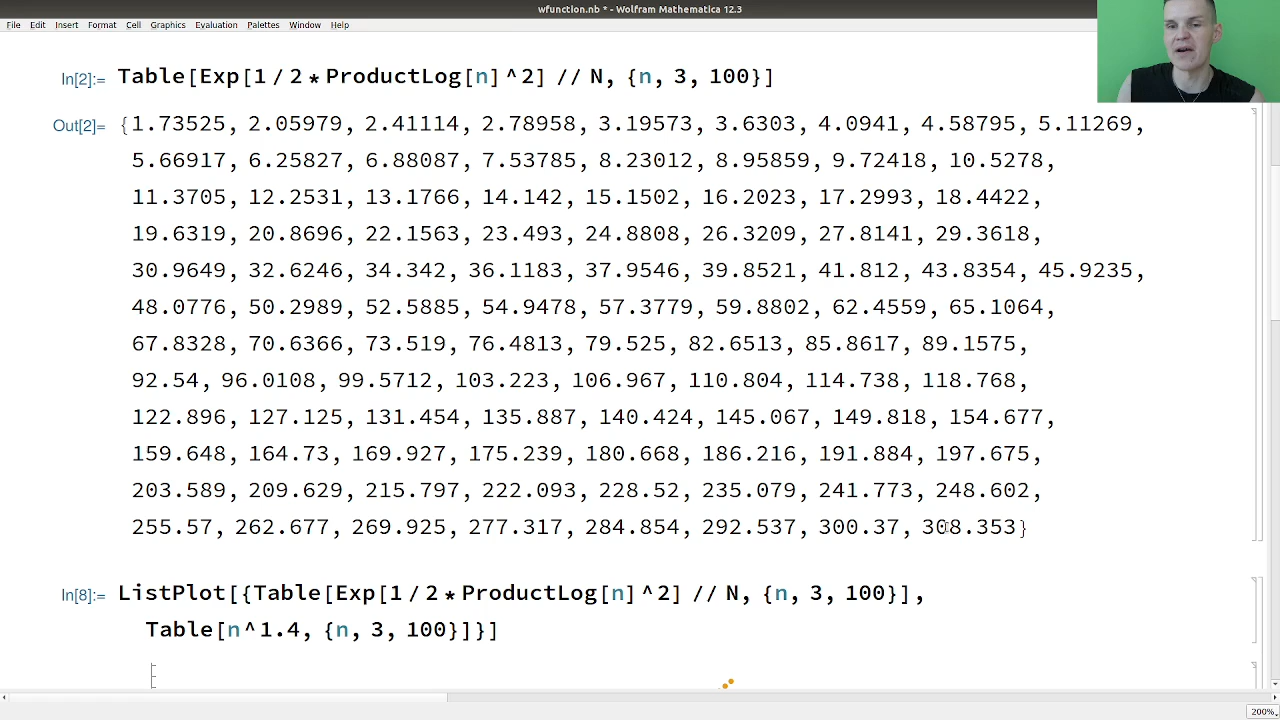 wfunction.nb * - Wolfram Mathematica 12.3
File Edit Insert Format Cell Graphics Evaluation Palettes Window Help
In[2]:= Table[Exp[1/2*ProductLog[n]^2] // N, {n, 3, 100}]
Out[2]= {1.73525, 2.05979, 2.41114, 2.78958, 3.19573, 3.6303, 4.0941, 4.58795, 5.11269,
5.66917, 6.25827, 6.88087, 7.53785, 8.23012, 8.95859, 9.72418, 10.5278,
11.3705, 12.2531, 13.1766, 14.142, 15.1502, 16.2023, 17.2993, 18.4422,
19.6319, 20.8696, 22.1563, 23.493, 24.8808, 26.3209, 27.8141, 29.3618,
30.9649, 32.6246, 34.342, 36.1183, 37.9546, 39.8521, 41.812, 43.8354, 45.9235,
48.0776, 50.2989, 52.5885, 54.9478, 57.3779, 59.8802, 62.4559, 65.1064,
67.8328, 70.6366, 73.519, 76.4813, 79.525, 82.6513, 85.8617, 89.1575,
92.54, 96.0108, 99.5712, 103.223, 106.967, 110.804, 114.738, 118.768,
122.896, 127.125, 131.454, 135.887, 140.424, 145.067, 149.818, 154.677,
159.648, 164.73, 169.927, 175.239, 180.668, 186.216, 191.884, 197.675,
203.589, 209.629, 215.797, 222.093, 228.52, 235.079, 241.773, 248.602,
255.57, 262.677, 269.925, 277.317, 284.854, 292.537, 300.37, 308.353}
In[8]:= ListPlot[{Table[Exp[1/2*ProductLog[n]^2] // N, {n, 3, 100}],
Table[n^1.4, {n, 3, 100}]}]
200%